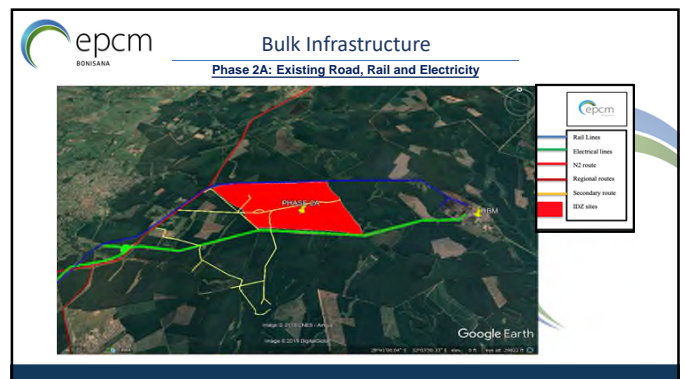 epcm
BONISANA
Bulk Infrastructure
Phase 2A: Existing Road, Rail and Electricity
epcm
Rail Lines
Electrical lines
N2 route
Regional routes
Secondary route
IDZ sites
PHASE 2A
RBM
Google Earth